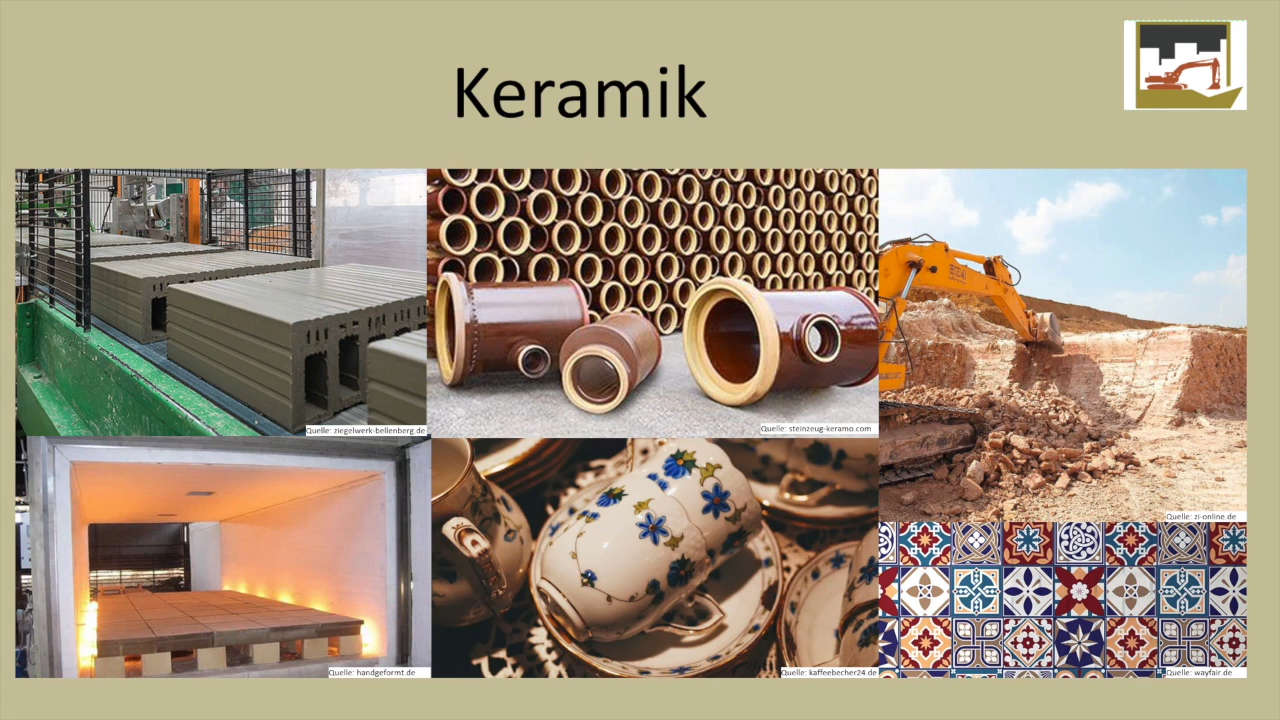 Keramik
Quelle: ziegelwerk-bellenberg.de
Quelle: steinzeug-keramo.com
Quelle: zi-online.de
Quelle: handgeformt.de
Quelle: kaffeebecher24.de
Quelle: wayfair.de